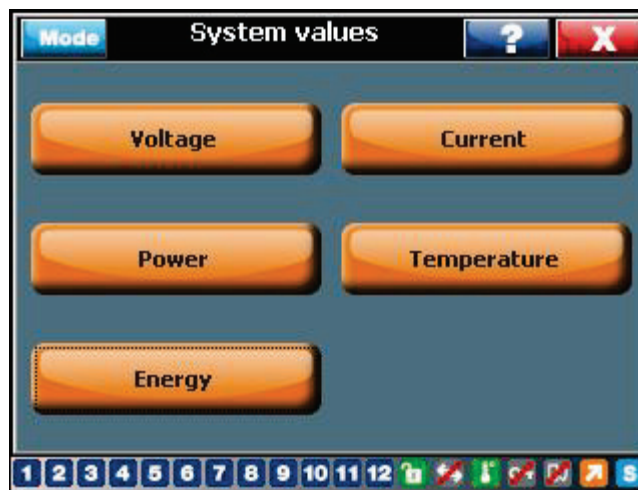 Mode System values ? X
Voltage Current
Power Temperature
Energy
1 2 3 4 5 6 7 8 9 10 11 12 S